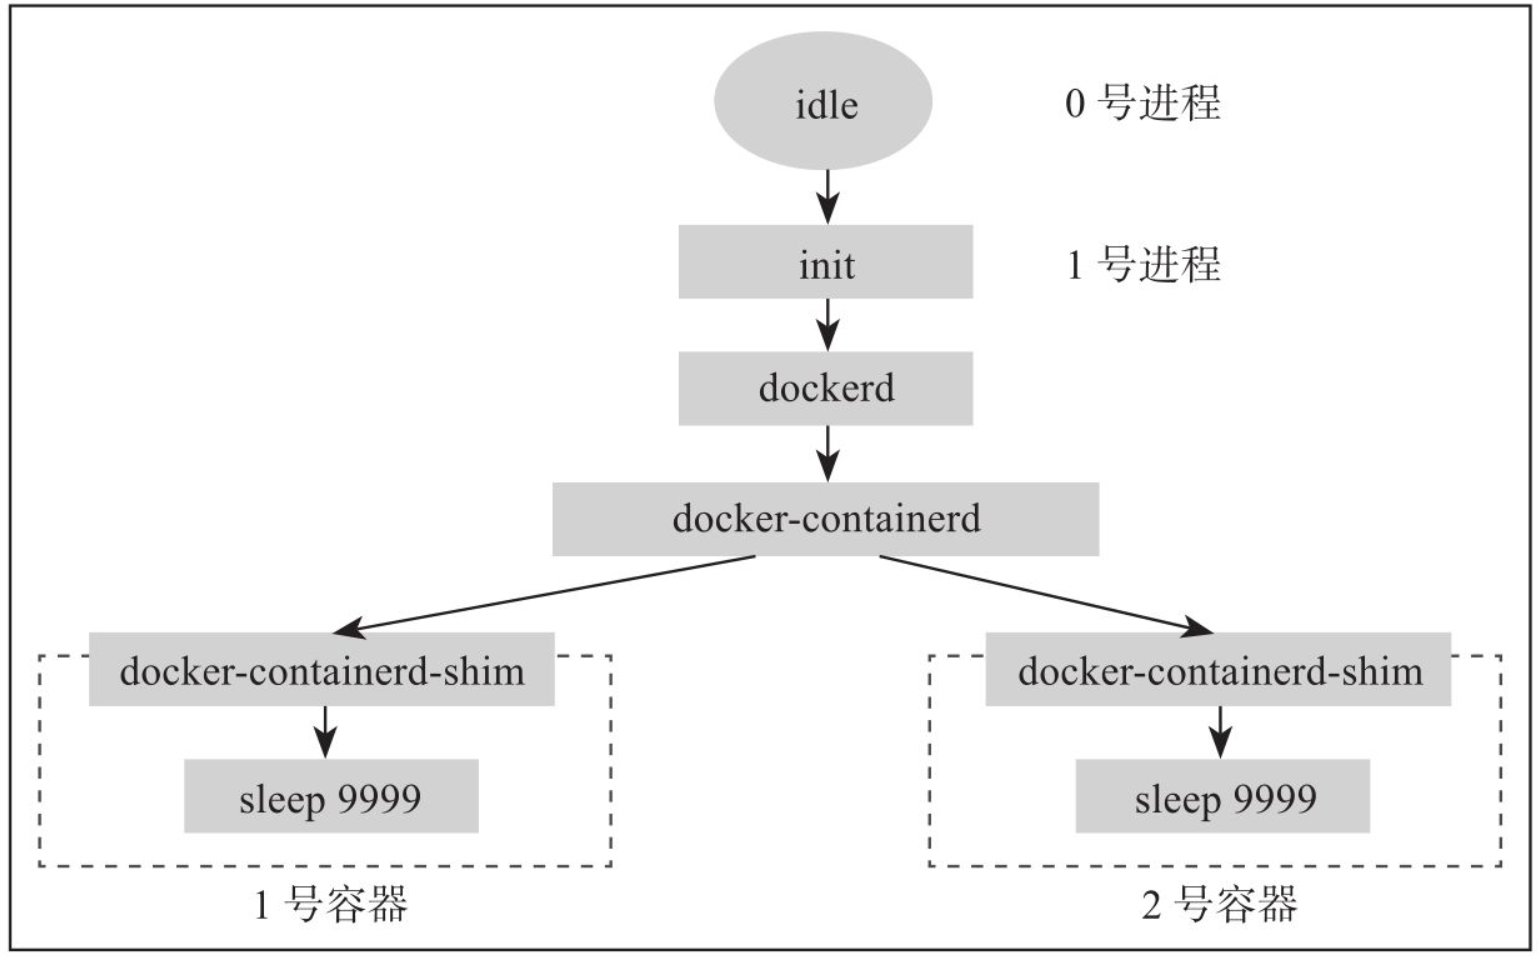 idle
0 号进程
init
1 号进程
dockerd
docker-containerd
docker-containerd-shim
docker-containerd-shim
sleep 9999
sleep 9999
1 号容器
2 号容器